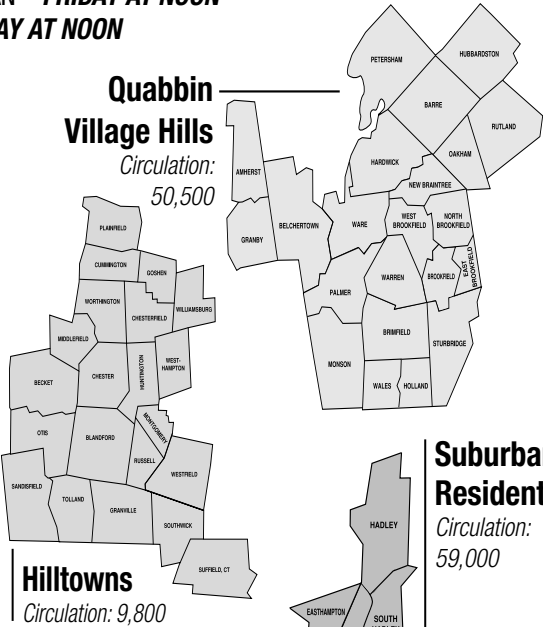 FRIDAY AT NOON
AY AT NOON
Quabbin
Village Hills
Circulation:
50,500
PETERSHAM
HUBBARDSTON
BARRE
RUTLAND
OAKHAM
HARDWICK
NEW BRAINTREE
AMHERST
GRANBY
BELCHERTOWN
WARE
WEST
BROOKFIELD
NORTH
BROOKFIELD
PALMER
WARREN
BROOKFIELD
EAST
BROOKFIELD
BRIMFIELD
STURBRIDGE
MONSON
WALES
HOLLAND
PLAINFIELD
CUMMINGTON
GOSHEN
WORTHINGTON
CHESTERFIELD
WILLIAMSBURG
MIDDLEFIELD
BECKET
CHESTER
HUNTINGTON
WEST-
HAMPTON
OTIS
BLANDFORD
MONTGOMERY
RUSSELL
WESTFIELD
SANDISFIELD
TOLLAND
GRANVILLE
SOUTHWICK
SUFFIELD, CT
Hilltowns
Circulation: 9,800
Suburba
Resident
Circulation:
59,000
HADLEY
EASTHAMPTON
SOUTH